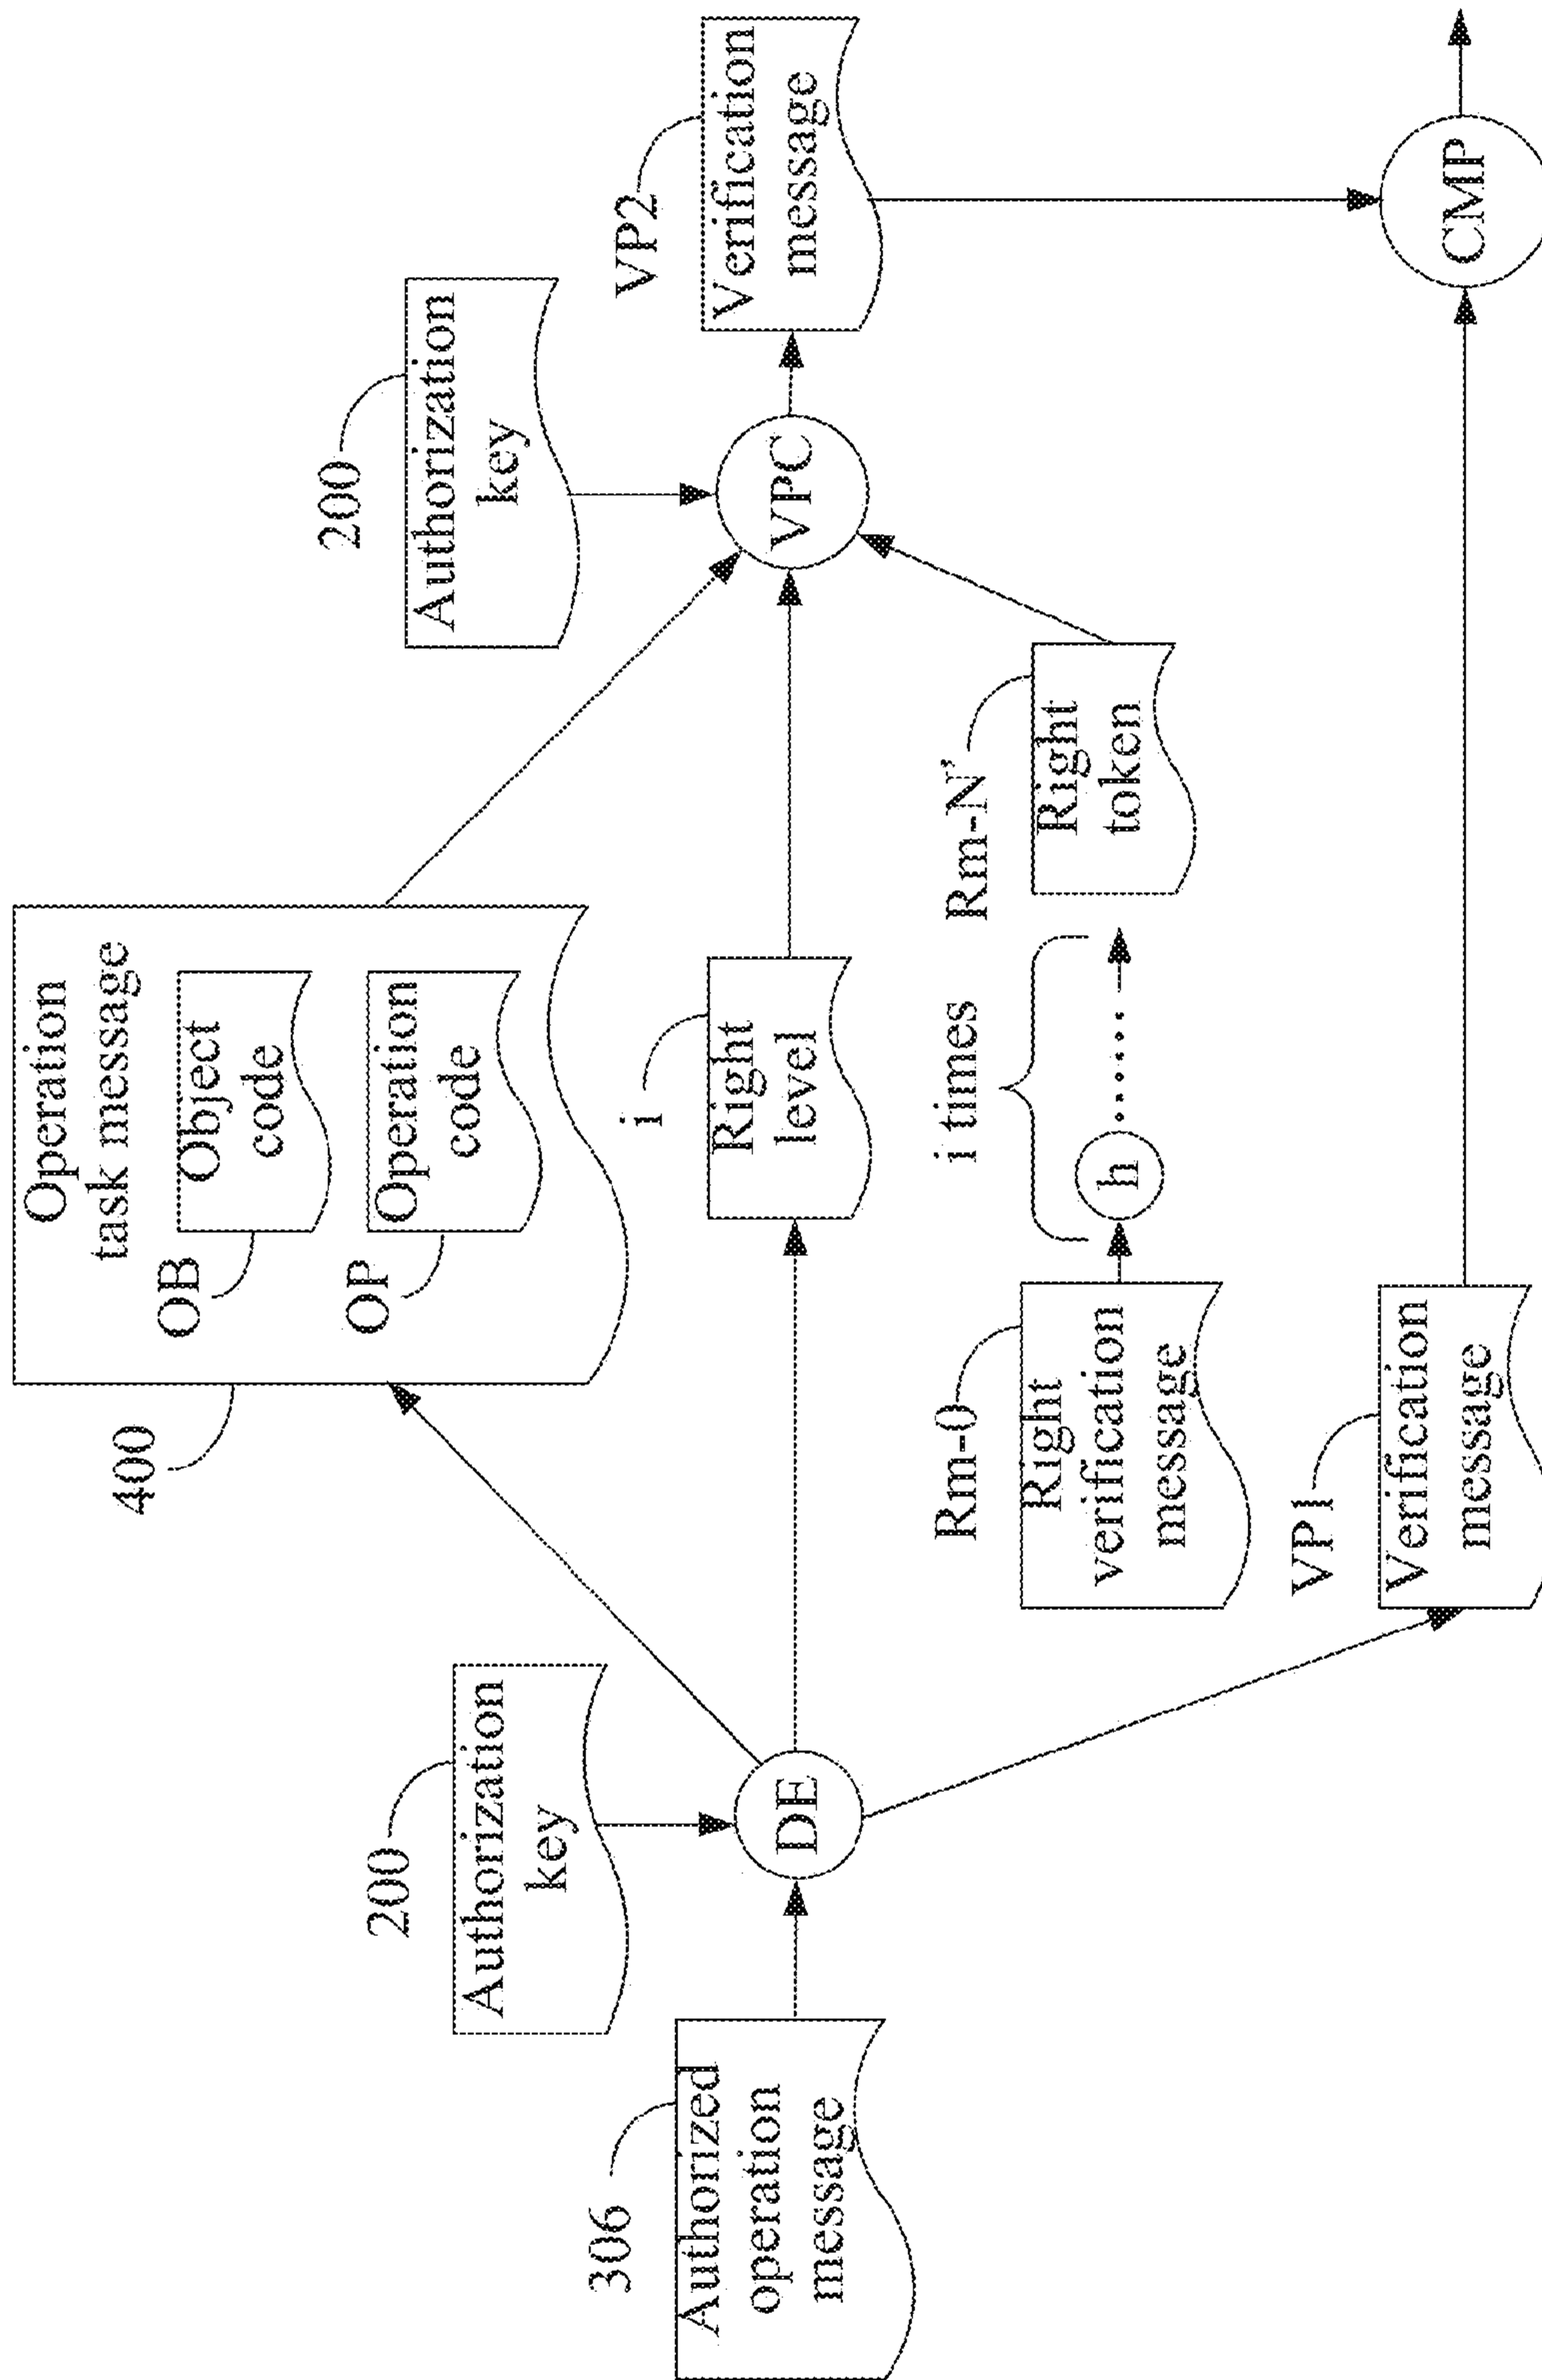 306
Authorized
operation
message
200
Authorization
key
DE
400
Operation
task message
OB
Object
code
OP
Operation
code
i
Right
level
Rm-0
Right
verification
message
h
i times
Rm-N’
Right
token
VP1
Verification
message
200
Authorization
key
VPC
VP2
Verification
message
CMP